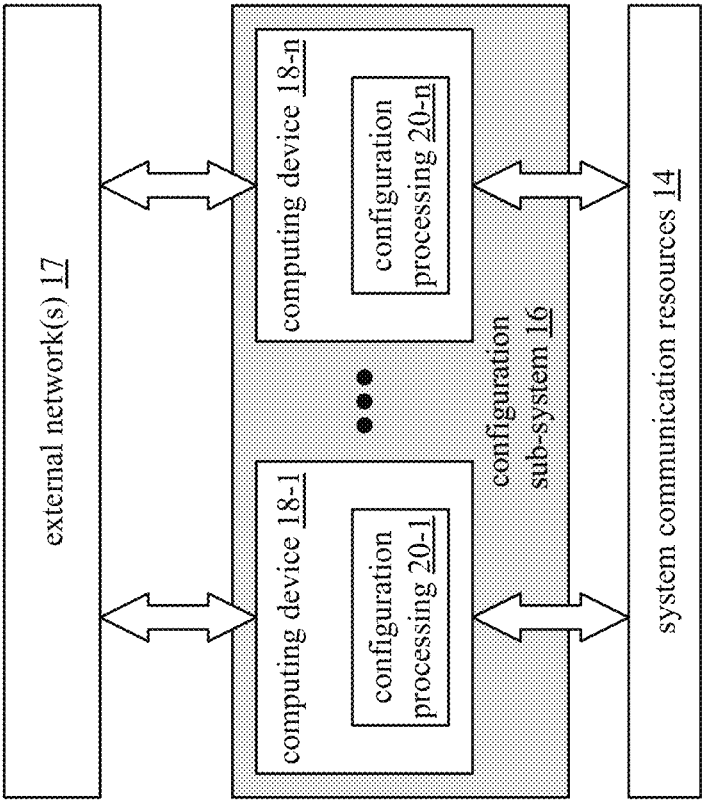 external network(s) 17
computing device 18-1
configuration
processing 20-1
computing device 18-n
configuration
processing 20-n
configuration
sub-system 16
system communication resources 14